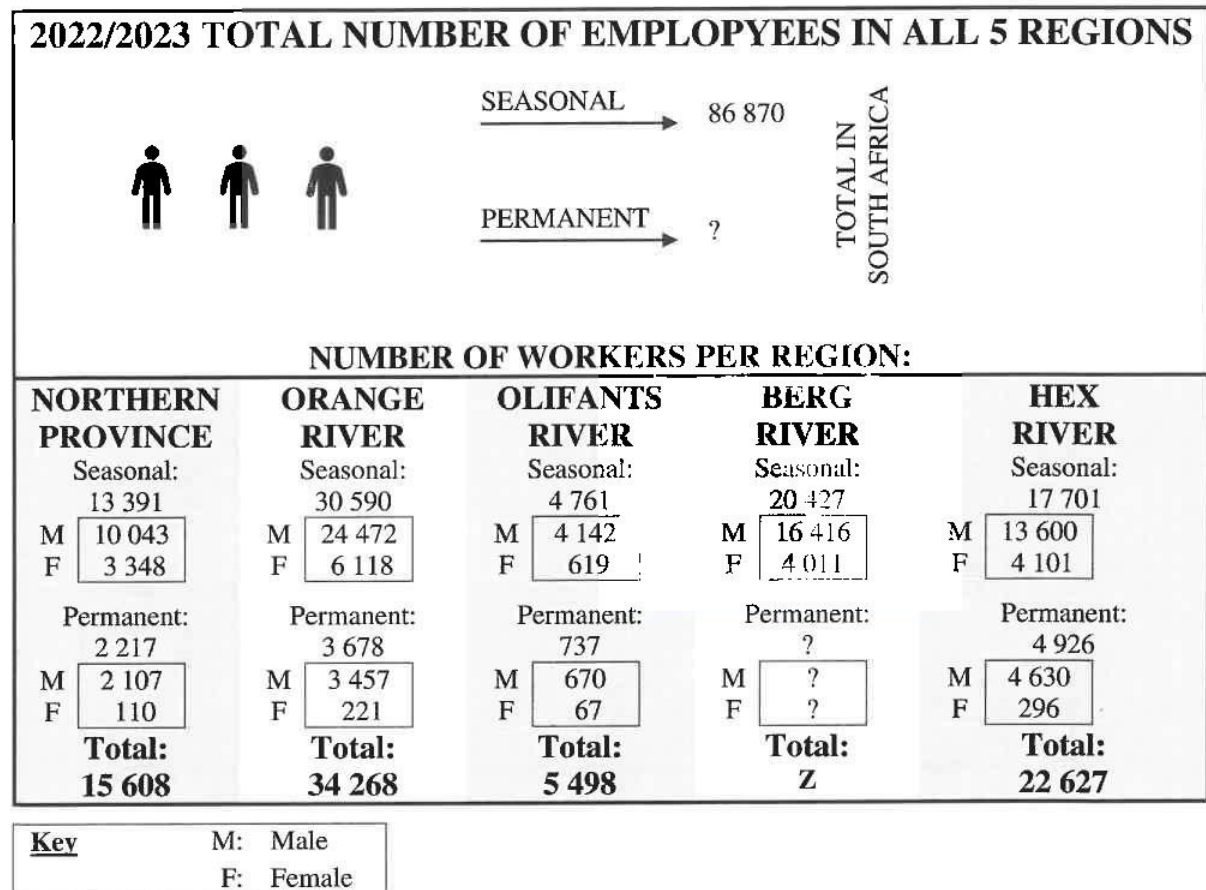 2022/2023 TOTAL NUMBER OF EMPLOPYEES IN ALL 5 REGIONS
SEASONAL
86 870
PERMANENT
?
TOTAL IN
SOUTH AFRICA
NUMBER OF WORKERS PER REGION:
NORTHERN
PROVINCE
Seasonal:
13 391
M 10 043
F 3 348
Permanent:
2 217
M 2 107
F 110
Total:
15 608
ORANGE
RIVER
Seasonal:
30 590
M 24 472
F 6 118
Permanent:
3 678
M 3 457
F 221
Total:
34 268
OLIFANTS
RIVER
Seasonal:
4 761
M 4 142
F 619
Permanent:
737
M 670
F 67
Total:
5 498
BERG
RIVER
Seasonal:
20 427
M 16 416
F 4 011
Permanent:
?
M ?
F ?
Total:
Z
HEX
RIVER
Seasonal:
17 701
M 13 600
F 4 101
Permanent:
4 926
M 4 630
F 296
Total:
22 627
Key M: Male
F: Female